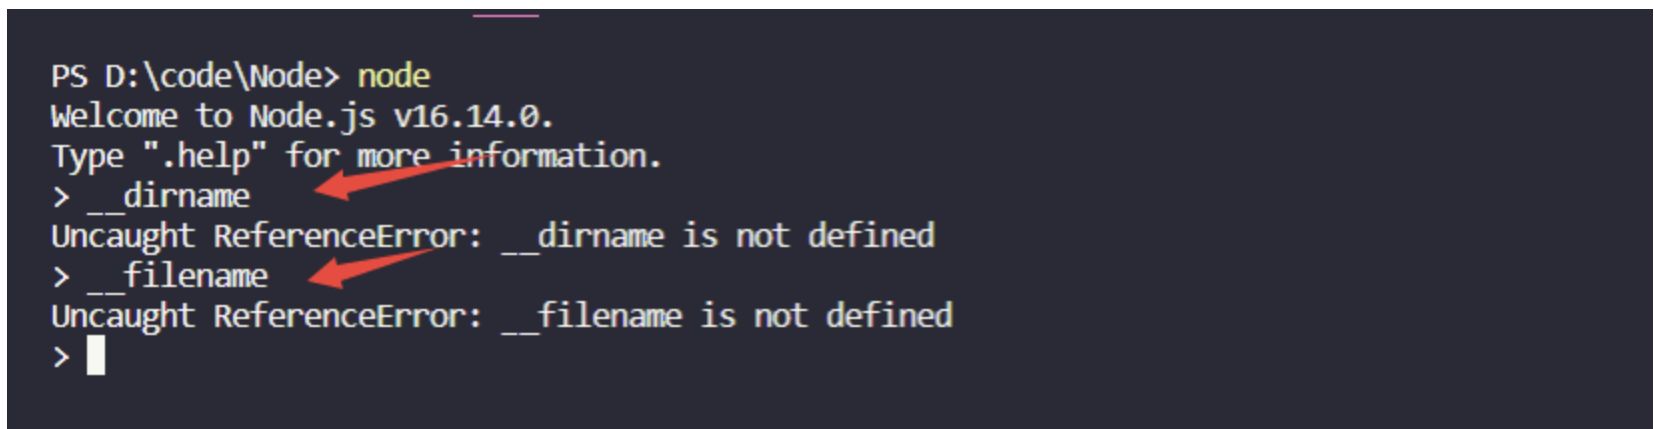 PS D:\code\Node> node
Welcome to Node.js v16.14.0.
Type ".help" for more information.
> __dirname
Uncaught ReferenceError: __dirname is not defined
> __filename
Uncaught ReferenceError: __filename is not defined
>